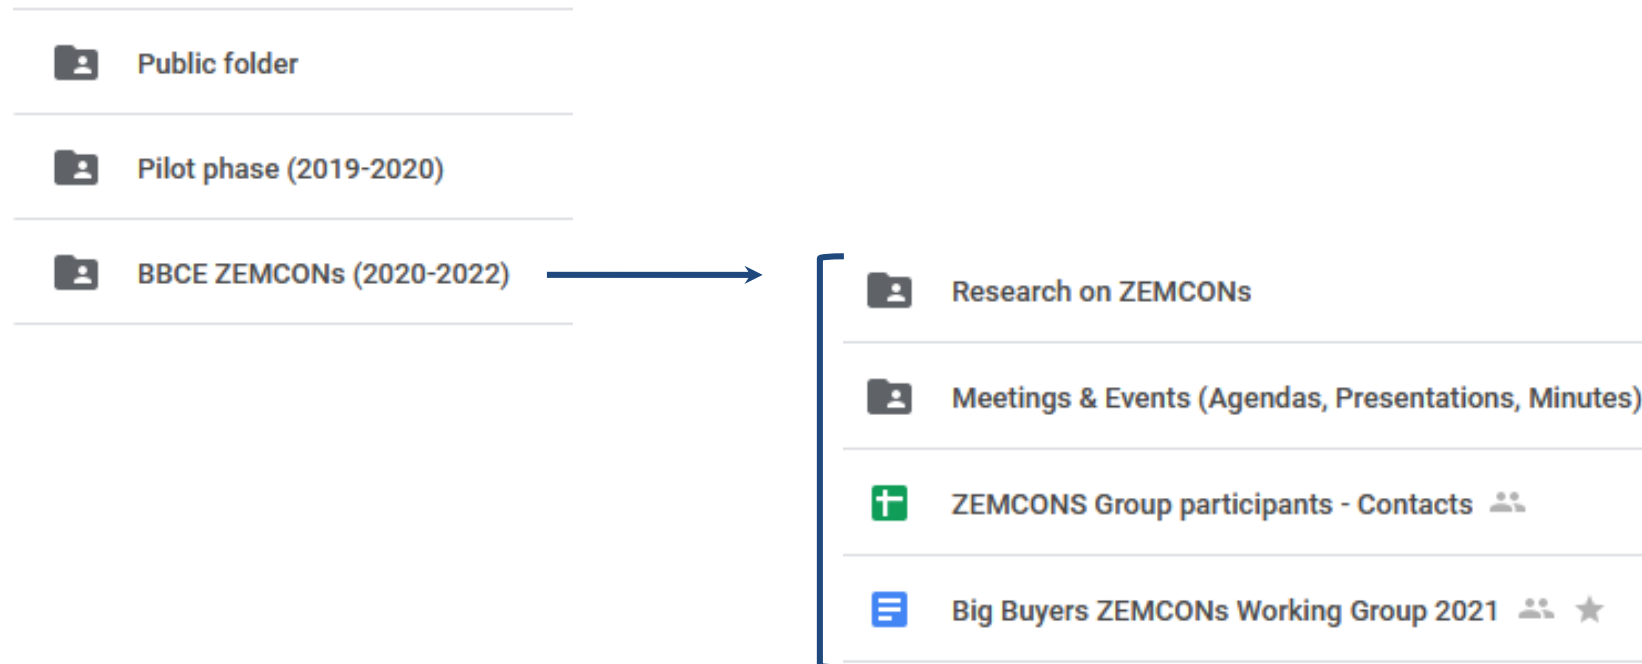 Public folder
Pilot phase (2019-2020)
BBCE ZEMCONs (2020-2022)
Research on ZEMCONs
Meetings & Events (Agendas, Presentations, Minutes)
ZEMCONS Group participants - Contacts
Big Buyers ZEMCONs Working Group 2021